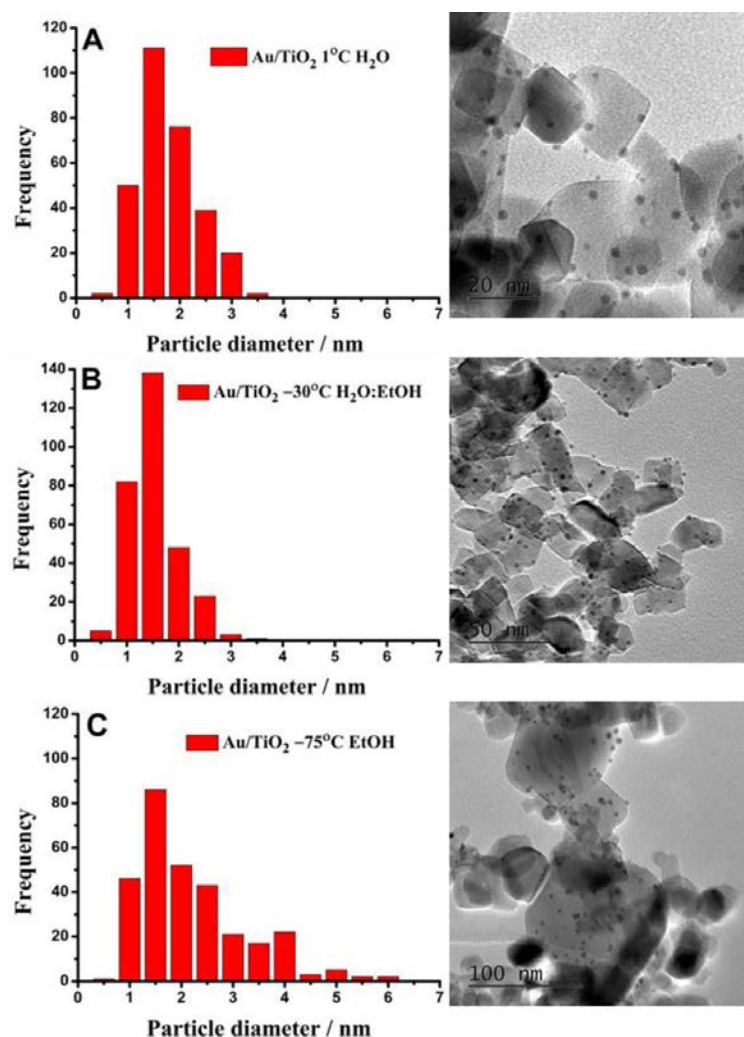 A
Au/TiO₂ 1°C H₂O
Frequency
120
100
80
60
40
20
0
0 1 2 3 4 5 6 7
Particle diameter / nm
20 nm
B
Au/TiO₂ −30°C H₂O:EtOH
Frequency
140
120
100
80
60
40
20
0
0 1 2 3 4 5 6 7
Particle diameter / nm
50 nm
C
Au/TiO₂ −75°C EtOH
Frequency
120
100
80
60
40
20
0
0 1 2 3 4 5 6 7
Particle diameter / nm
100 nm